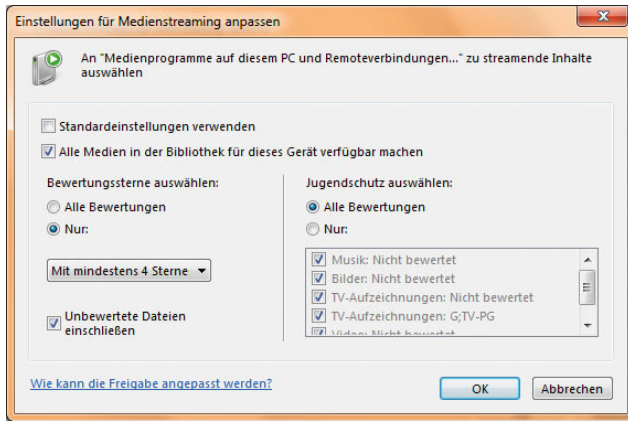 Einstellungen für Medienstreaming anpassen
An "Medienprogramme auf diesem PC und Remoteverbindungen..." zu streamende Inhalte
auswählen
Standardeinstellungen verwenden
Alle Medien in der Bibliothek für dieses Gerät verfügbar machen
Bewertungssterne auswählen:
Alle Bewertungen
Nur:
Mit mindestens 4 Sterne
Unbewertete Dateien
einschließen
Jugendschutz auswählen:
Alle Bewertungen
Nur:
Musik: Nicht bewertet
Bilder: Nicht bewertet
TV-Aufzeichnungen: Nicht bewertet
TV-Aufzeichnungen: G;TV-PG
Video: Nicht bewertet
Wie kann die Freigabe angepasst werden?
OK
Abbrechen